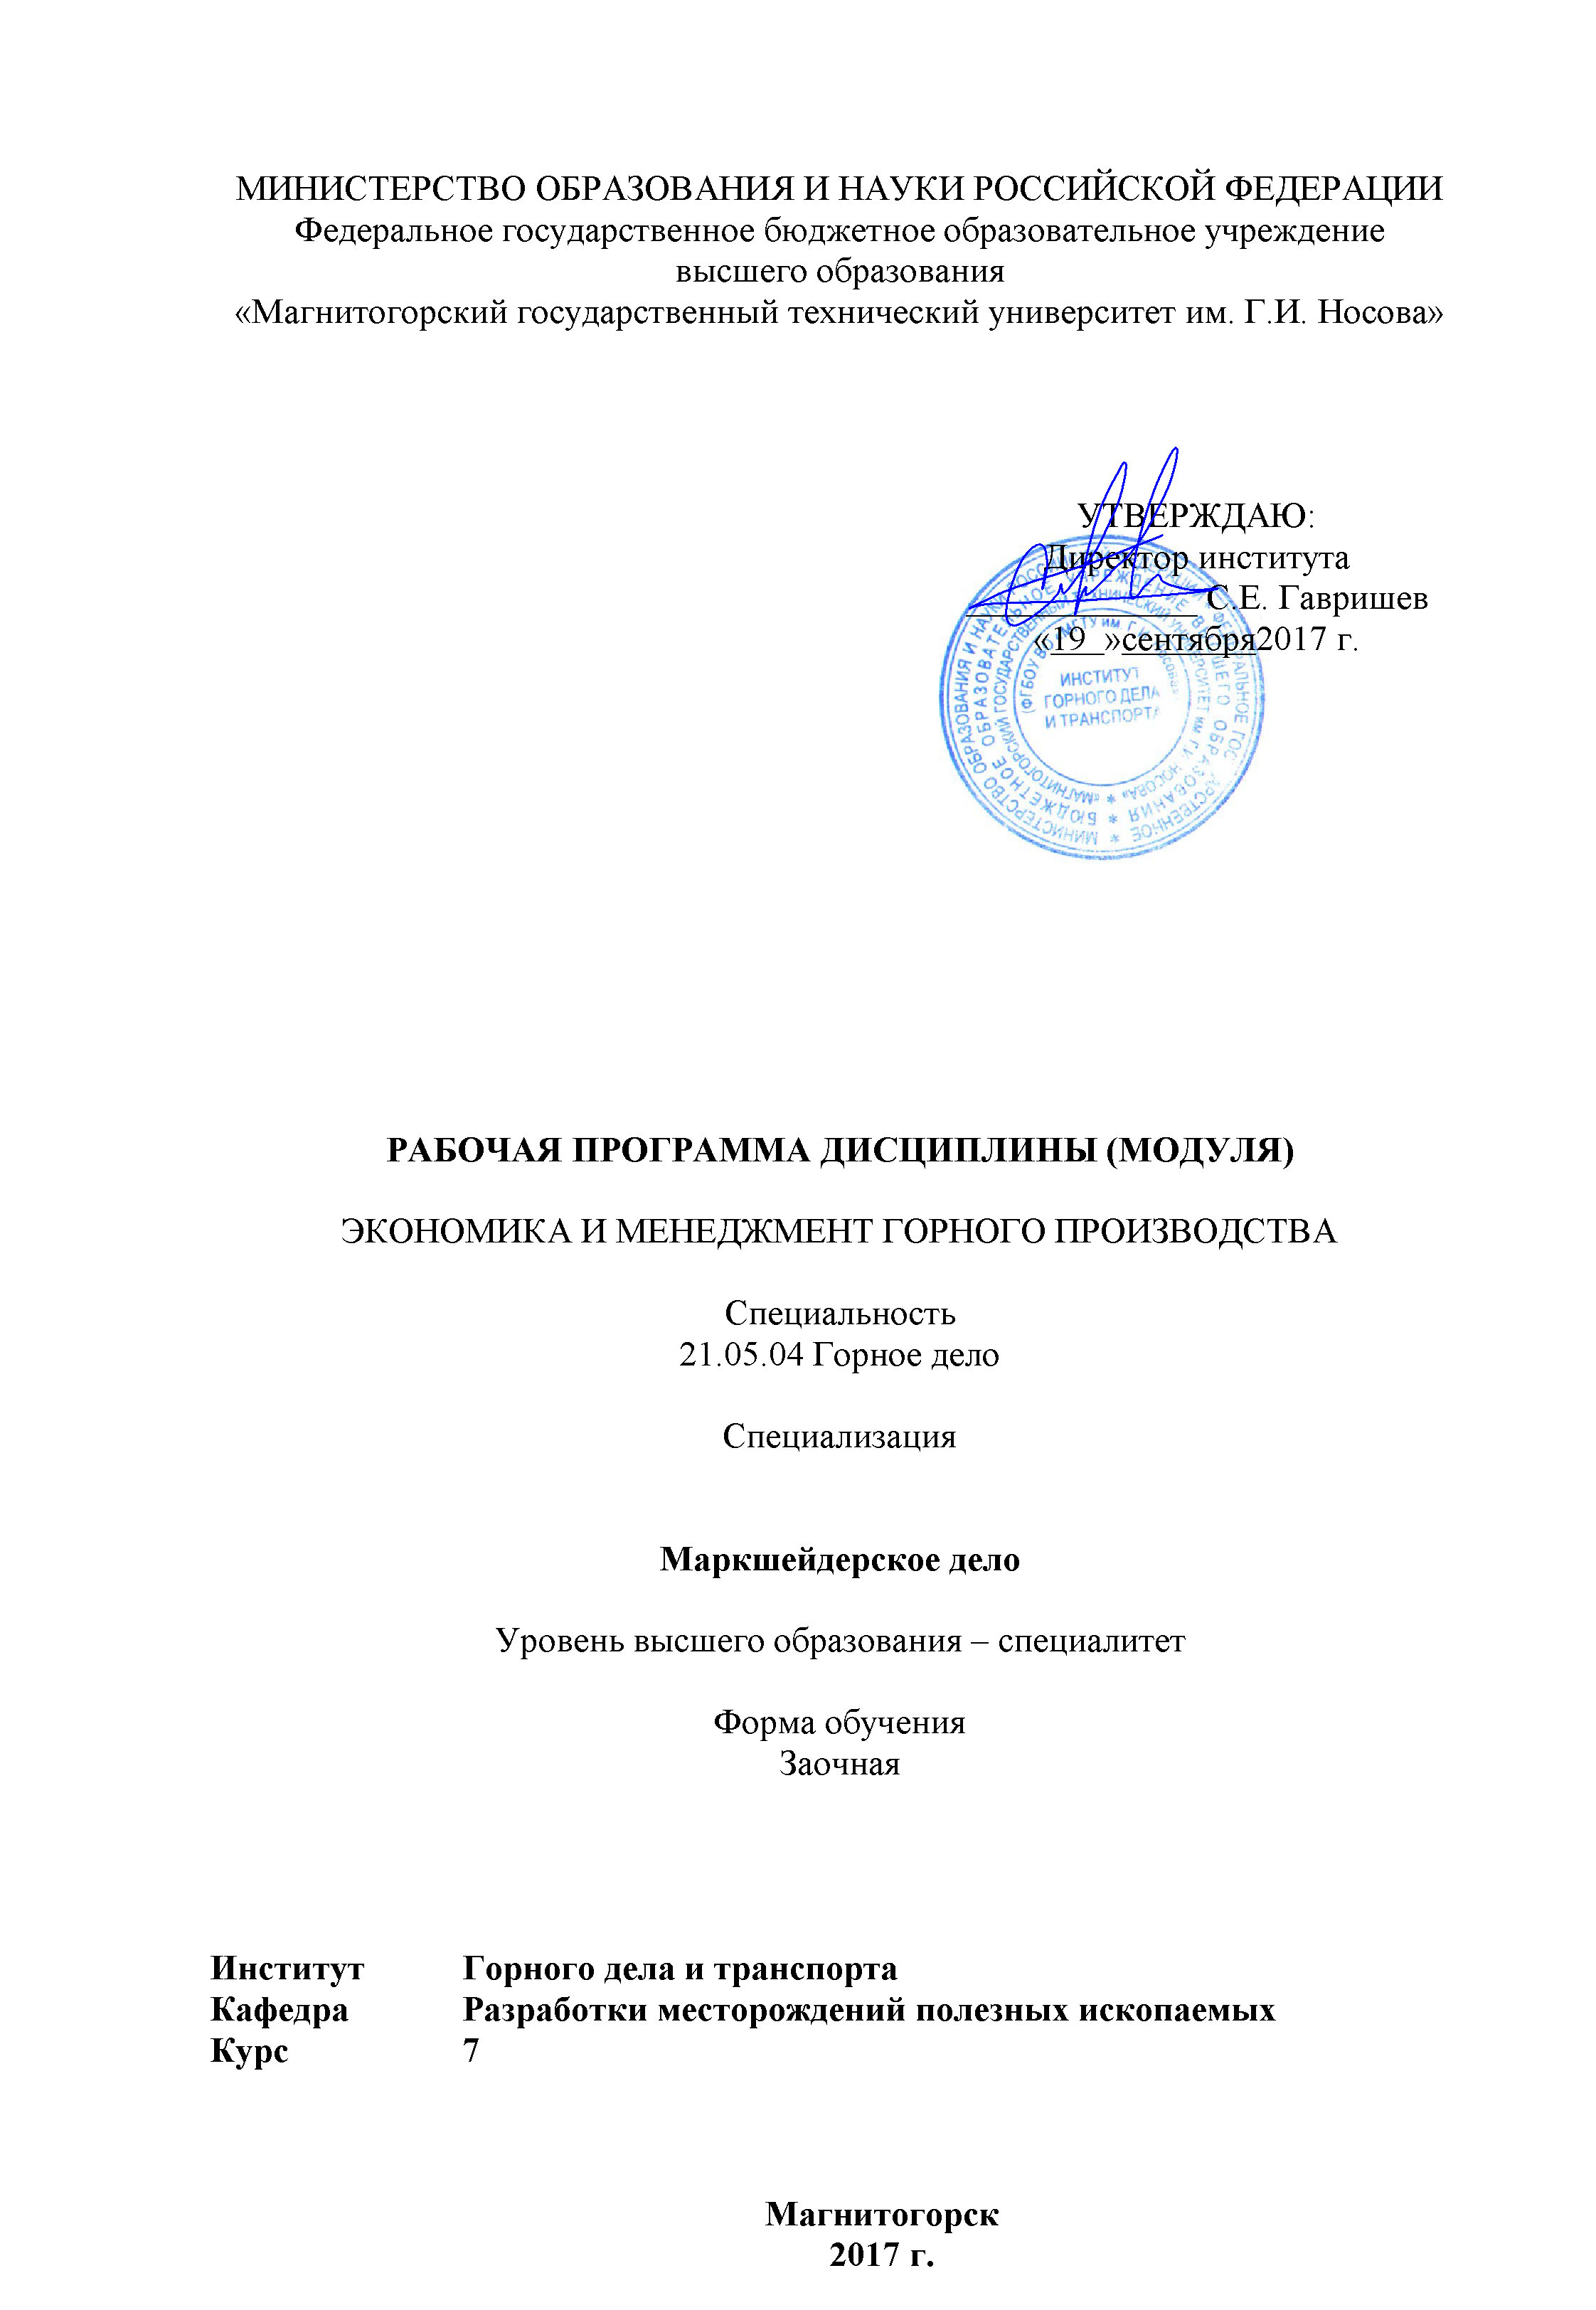 МИНИСТЕРСТВО ОБРАЗОВАНИЯ И НАУКИ РОССИЙСКОЙ ФЕДЕРАЦИИ
Федеральное государственное бюджетное образовательное учреждение
высшего образования
«Магнитогорский государственный технический университет им. Г.И. Носова»
УТВЕРЖДАЮ:
Директор института
_____________ С.Е. Гавришев
«19  »сентября2017 г.
ИНСТИТУТ
ГОРНОГО ДЕЛА
И ТРАНСПОРТА
РАБОЧАЯ ПРОГРАММА ДИСЦИПЛИНЫ (МОДУЛЯ)
ЭКОНОМИКА И МЕНЕДЖМЕНТ ГОРНОГО ПРОИЗВОДСТВА
Специальность
21.05.04 Горное дело
Специализация
Маркшейдерское дело
Уровень высшего образования – специалитет
Форма обучения
Заочная
Институт Горного дела и транспорта
Кафедра Разработки месторождений полезных ископаемых
Курс 7
Магнитогорск
2017 г.